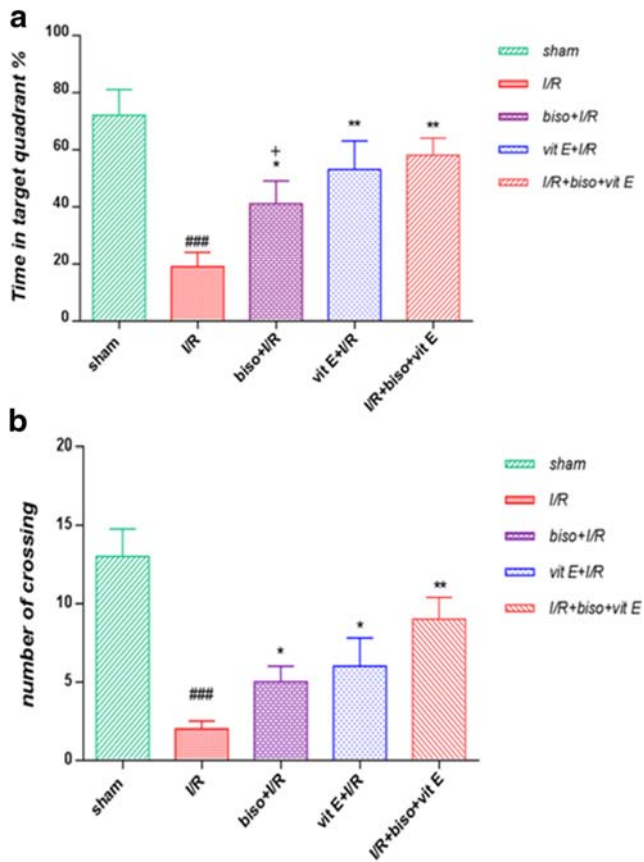 a
Time in target quadrant %
100
80
60
40
20
0
###
+
*
**
**
sham
I/R
biso+I/R
vit E+I/R
I/R+biso+vit E
sham
I/R
biso+I/R
vit E+I/R
I/R+biso+vit E
b
number of crossing
20
15
10
5
0
###
*
*
**
sham
I/R
biso+I/R
vit E+I/R
I/R+biso+vit E
sham
I/R
biso+I/R
vit E+I/R
I/R+biso+vit E